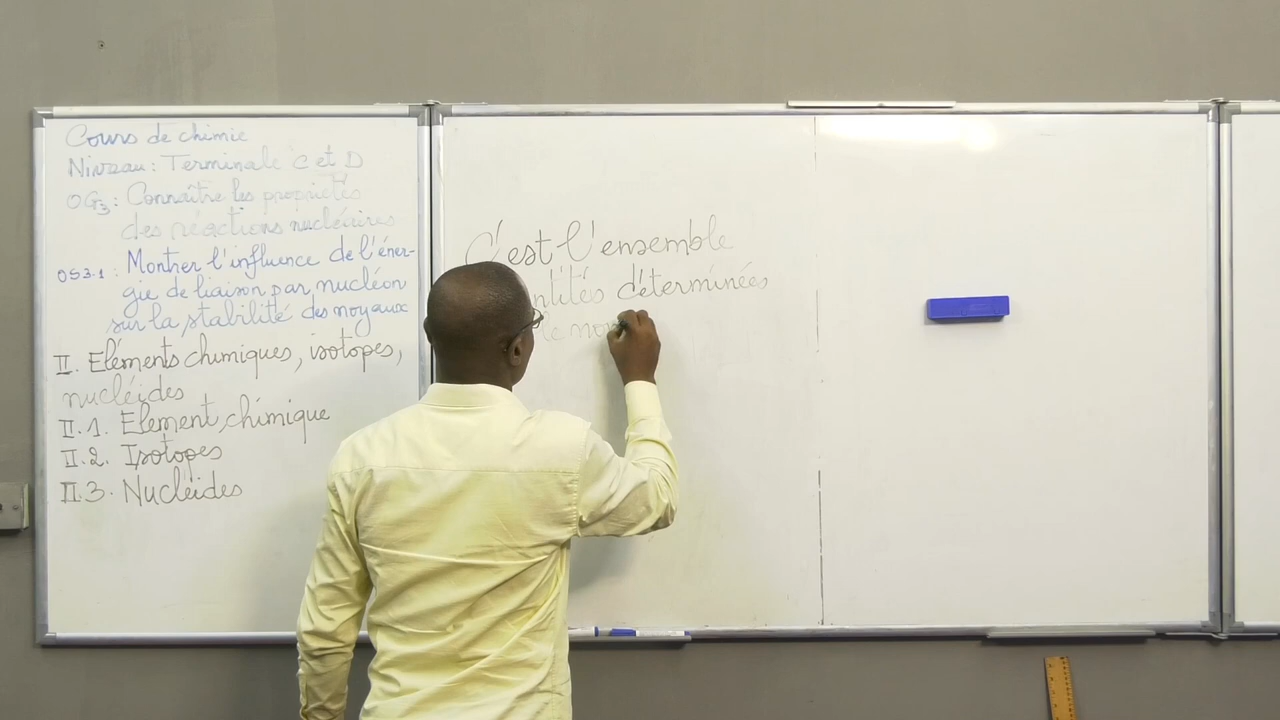 Cours de chimie
Niveau : Terminale C et D
OG3 : Connaître les propriétés
des réactions nucléaires
OS3.1 : Montrer l'influence de l'éner-
gie de liaison par nucléon
sur la stabilité des noyaux
II. Eléments chimiques, isotopes,
nucléides
II.1. Element chimique
II.2. Isotopes
II.3. Nucléides
C'est l'ensemble
déterminées